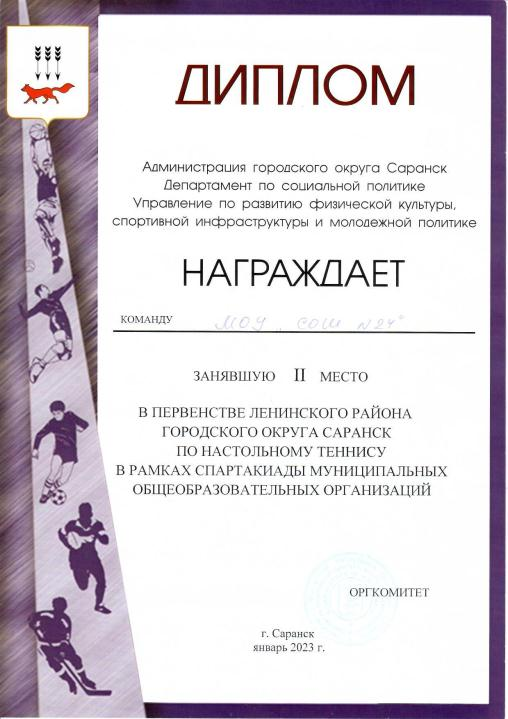 ДИПЛОМ
Администрация городского округа Саранск
Департамент по социальной политике
Управление по развитию физической культуры,
спортивной инфраструктуры и молодежной политике
НАГРАЖДАЕТ
КОМАНДУ МОУ „СОШ №24"
ЗАНЯВШУЮ II МЕСТО
В ПЕРВЕНСТВЕ ЛЕНИНСКОГО РАЙОНА
ГОРОДСКОГО ОКРУГА САРАНСК
ПО НАСТОЛЬНОМУ ТЕННИСУ
В РАМКАХ СПАРТАКИАДЫ МУНИЦИПАЛЬНЫХ
ОБЩЕОБРАЗОВАТЕЛЬНЫХ ОРГАНИЗАЦИЙ
ОРГКОМИТЕТ
г. Саранск
январь 2023 г.